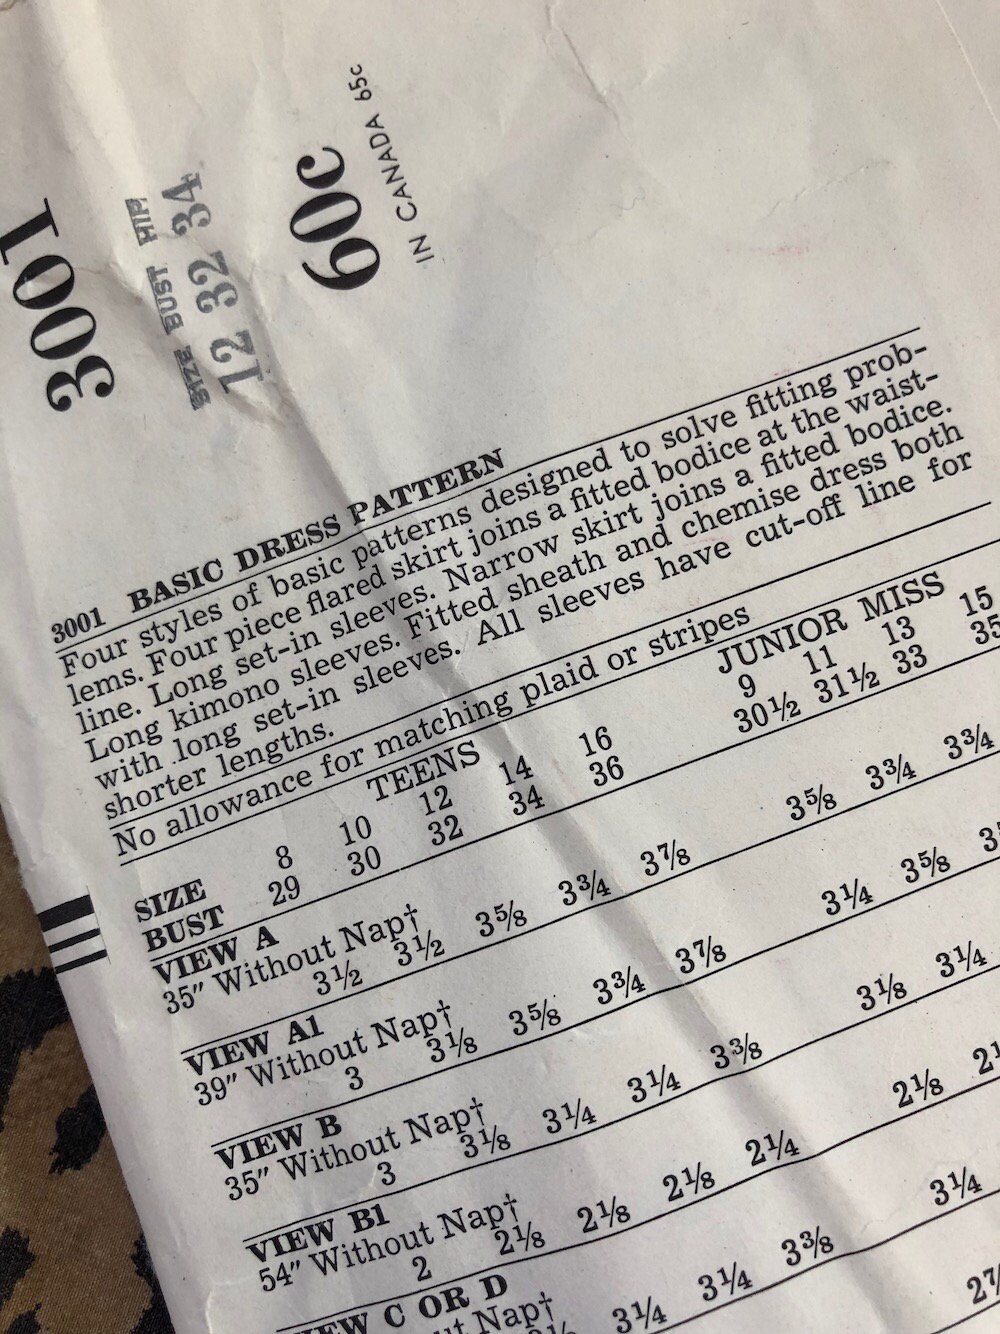 3001
SIZE BUST HIP
12 32 34
60c
IN CANADA 65c
3001 BASIC DRESS PATTERN
Four styles of basic patterns designed to solve fitting prob-
lems. Four piece flared skirt joins a fitted bodice at the waist-
line. Long set-in sleeves. Narrow skirt joins a fitted bodice.
Long kimono sleeves. Fitted sheath and chemise dress both
with long set-in sleeves. All sleeves have cut-off line for
shorter lengths.
No allowance for matching plaid or stripes
TEENS JUNIOR MISS
SIZE 8 10 12 14 16 9 11 13 15
BUST 29 30 32 34 36 30½ 31½ 33 35
VIEW A
35" Without Nap†
3½ 3½ 3⅝ 3¾ 3⅞ 3⅝ 3¾ 3¾
VIEW A1
39" Without Nap†
3 3⅛ 3⅝ 3¾ 3⅞ 3¼ 3⅝
VIEW B
35" Without Nap†
3 3⅛ 3¼ 3¼ 3⅜ 3⅛ 3¼
VIEW B1
54" Without Nap†
2 2⅛ 2⅛ 2⅛ 2¼ 2⅛
C OR D
Nap†
3¼ 3¼ 3⅜ 3¼